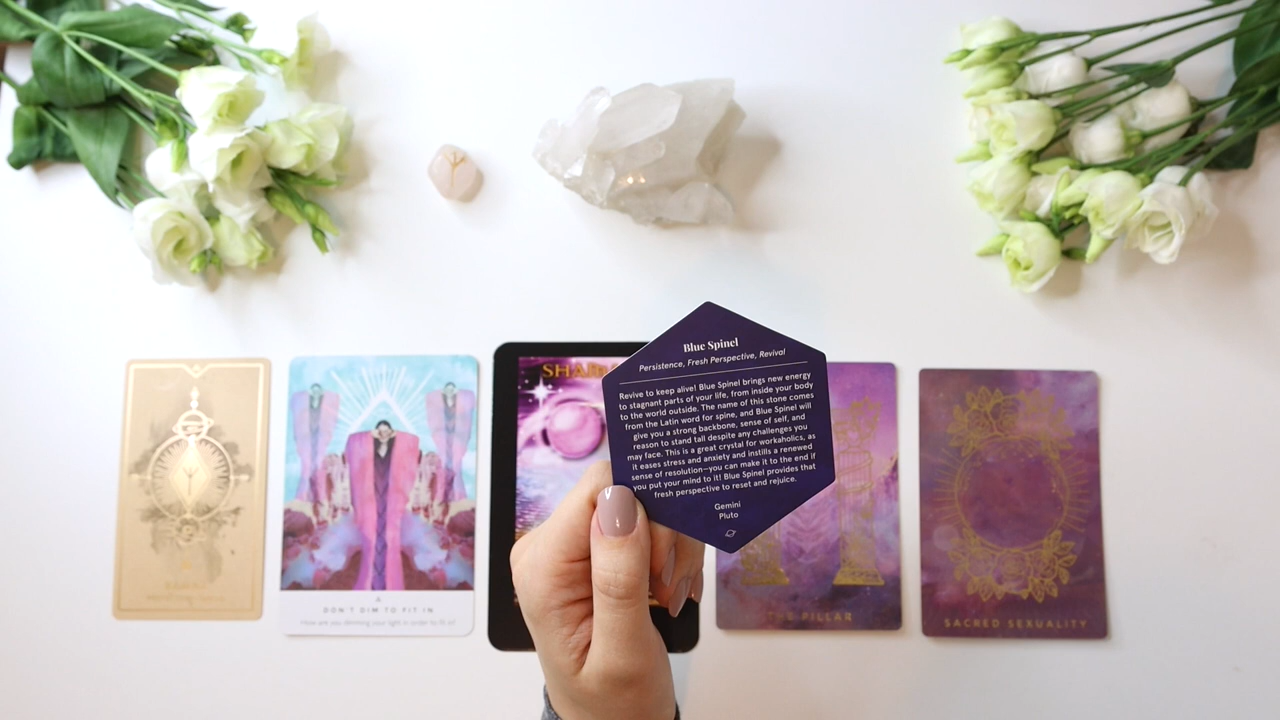 Blue Spinel
Persistence, Fresh Perspective, Revival
Revive to keep alive! Blue Spinel brings new energy
to stagnant parts of your life, from inside your body
to the world outside. The name of this stone comes
from the Latin word for spine, and Blue Spinel will
give you a strong backbone, sense of self, and
reason to stand tall despite any challenges you
may face. This is a great crystal for workaholics, as
it eases stress and anxiety and instills a renewed
sense of resolution—you can make it to the end if
you put your mind to it! Blue Spinel provides that
fresh perspective to reset and rejuice.
Gemini
Pluto
DON'T DIM TO FIT IN
How are you dimming your light in order to fit in?
THE PILLAR
SACRED SEXUALITY